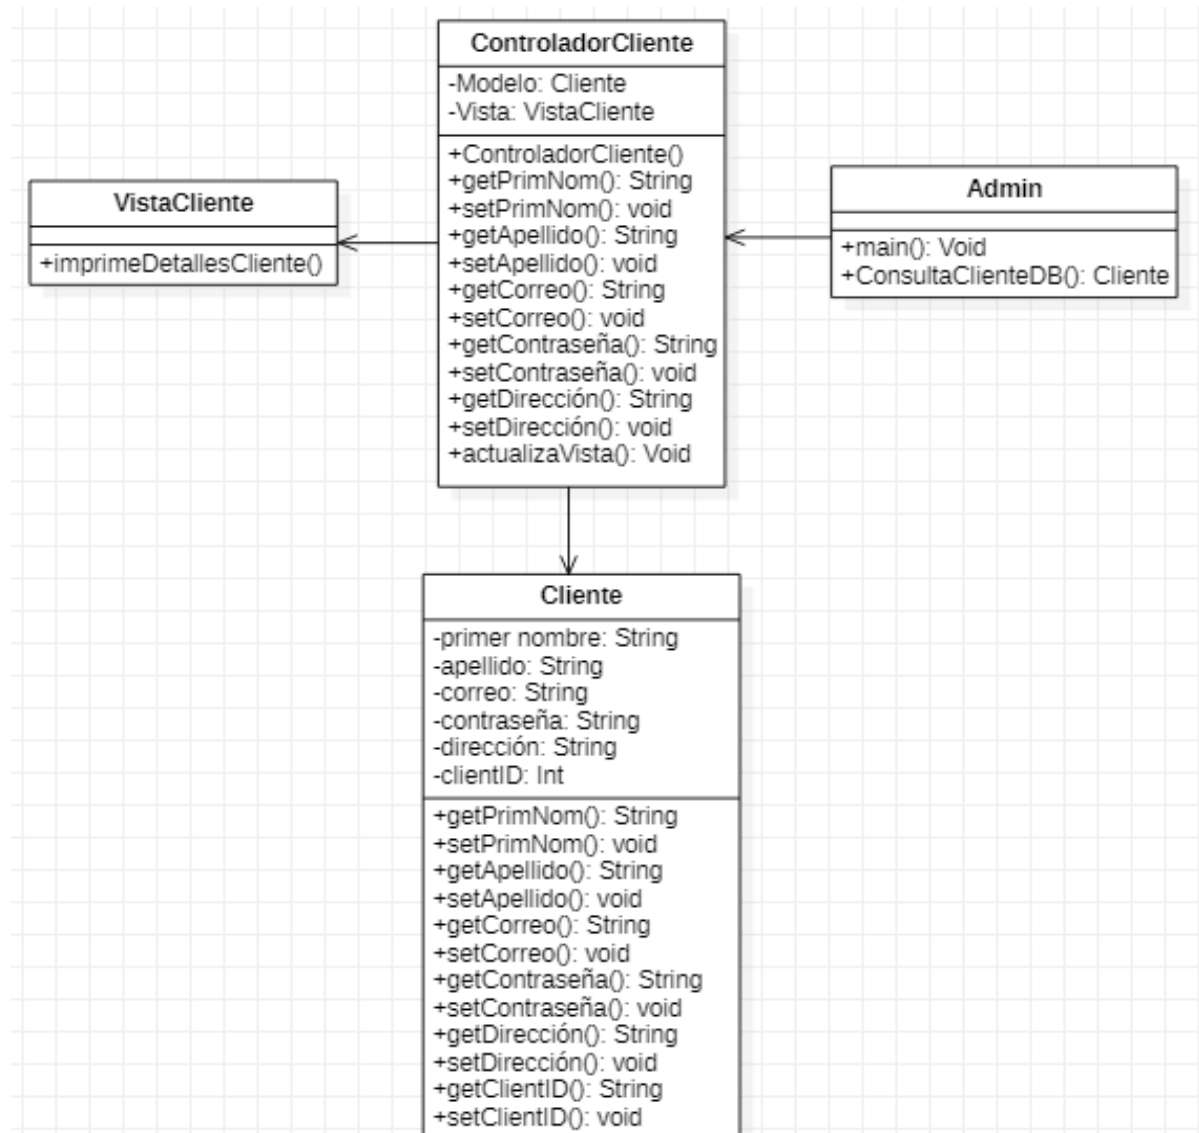 ControladorCliente
-Modelo: Cliente
-Vista: VistaCliente
+ControladorCliente()
+getPrimNom(): String
+setPrimNom(): void
+getApellido(): String
+setApellido(): void
+getCorreo(): String
+setCorreo(): void
+getContraseña(): String
+setContraseña(): void
+getDirección(): String
+setDirección(): void
+actualizaVista(): Void
VistaCliente
+imprimeDetallesCliente()
Admin
+main(): Void
+ConsultaClienteDB(): Cliente
Cliente
-primer nombre: String
-apellido: String
-correo: String
-contraseña: String
-dirección: String
-clientID: Int
+getPrimNom(): String
+setPrimNom(): void
+getApellido(): String
+setApellido(): void
+getCorreo(): String
+setCorreo(): void
+getContraseña(): String
+setContraseña(): void
+getDirección(): String
+setDirección(): void
+getClientID(): String
+setClientID(): void